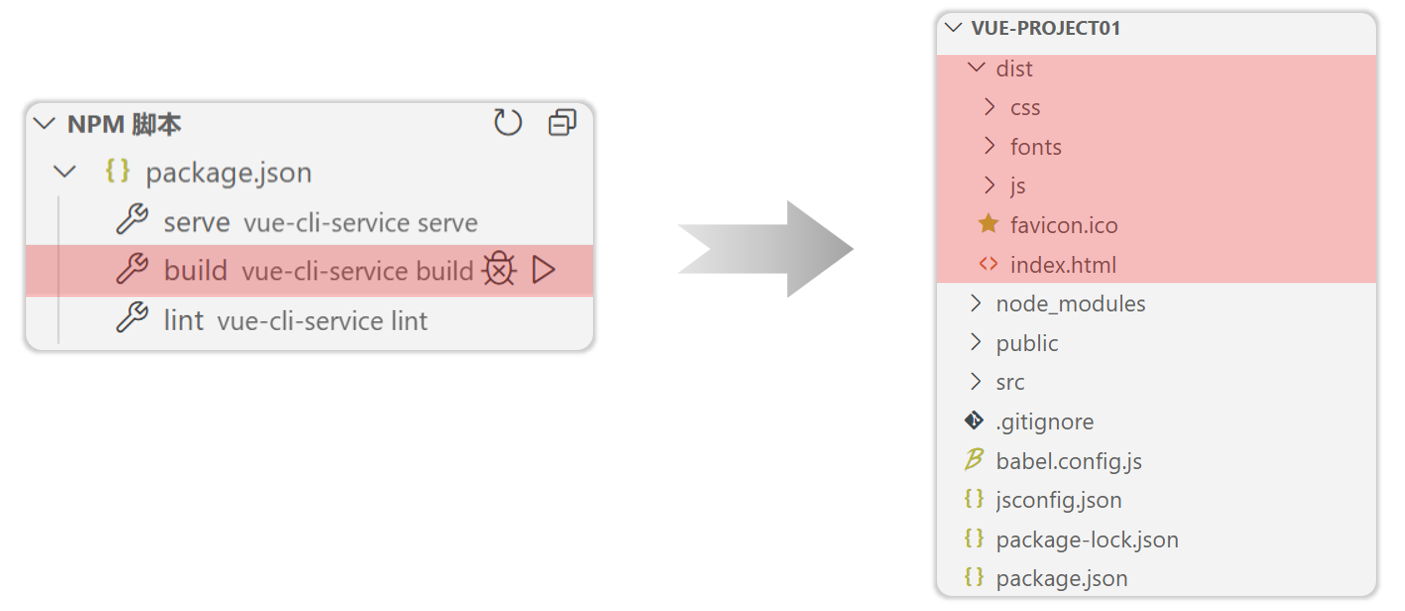 NPM 脚本
package.json
serve vue-cli-service serve
build vue-cli-service build
lint vue-cli-service lint
VUE-PROJECT01
dist
css
fonts
js
favicon.ico
index.html
node_modules
public
src
.gitignore
babel.config.js
jsconfig.json
package-lock.json
package.json